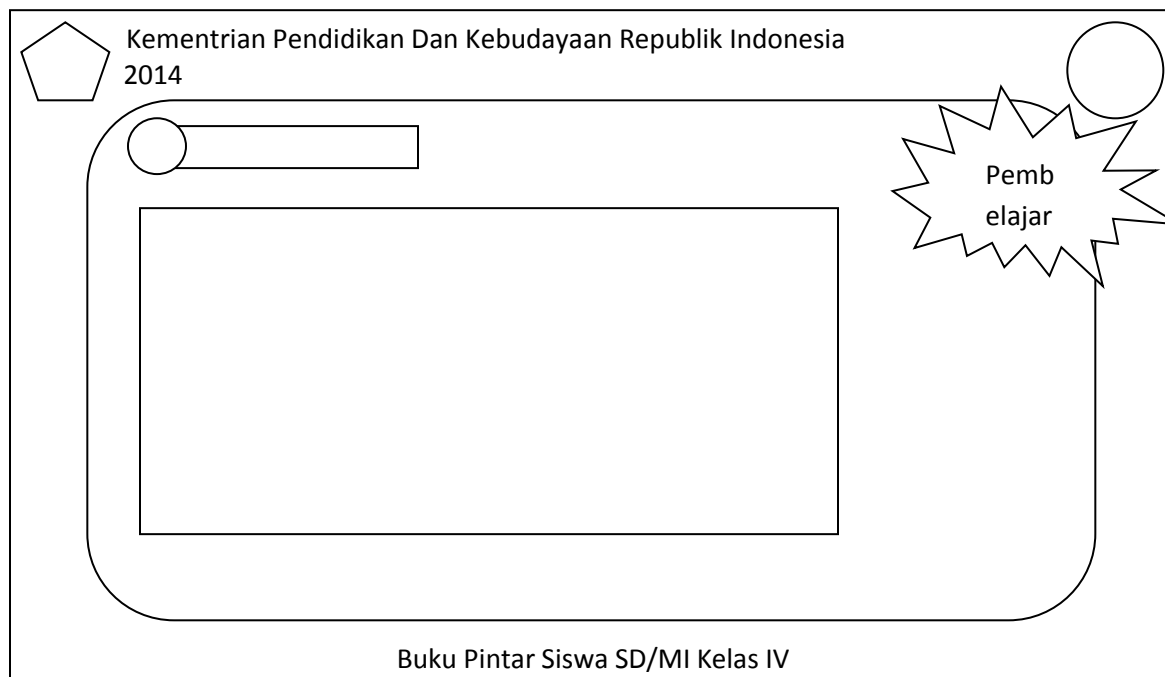 Kementrian Pendidikan Dan Kebudayaan Republik Indonesia
2014
Pemb
elajar
Buku Pintar Siswa SD/MI Kelas IV